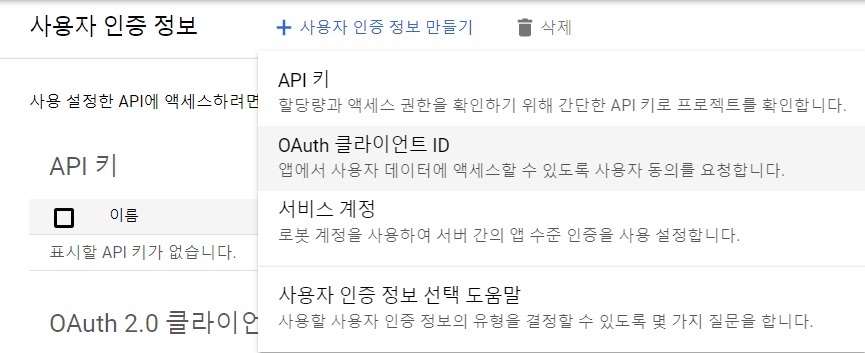 사용자 인증 정보
+ 사용자 인증 정보 만들기
삭제
사용 설정한 API에 액세스하려면
API 키
이름
표시할 API 키가 없습니다.
OAuth 2.0 클라이언
API 키
할당량과 액세스 권한을 확인하기 위해 간단한 API 키로 프로젝트를 확인합니다.
OAuth 클라이언트 ID
앱에서 사용자 데이터에 액세스할 수 있도록 사용자 동의를 요청합니다.
서비스 계정
로봇 계정을 사용하여 서버 간의 앱 수준 인증을 사용 설정합니다.
사용자 인증 정보 선택 도움말
사용할 사용자 인증 정보의 유형을 결정할 수 있도록 몇 가지 질문을 합니다.